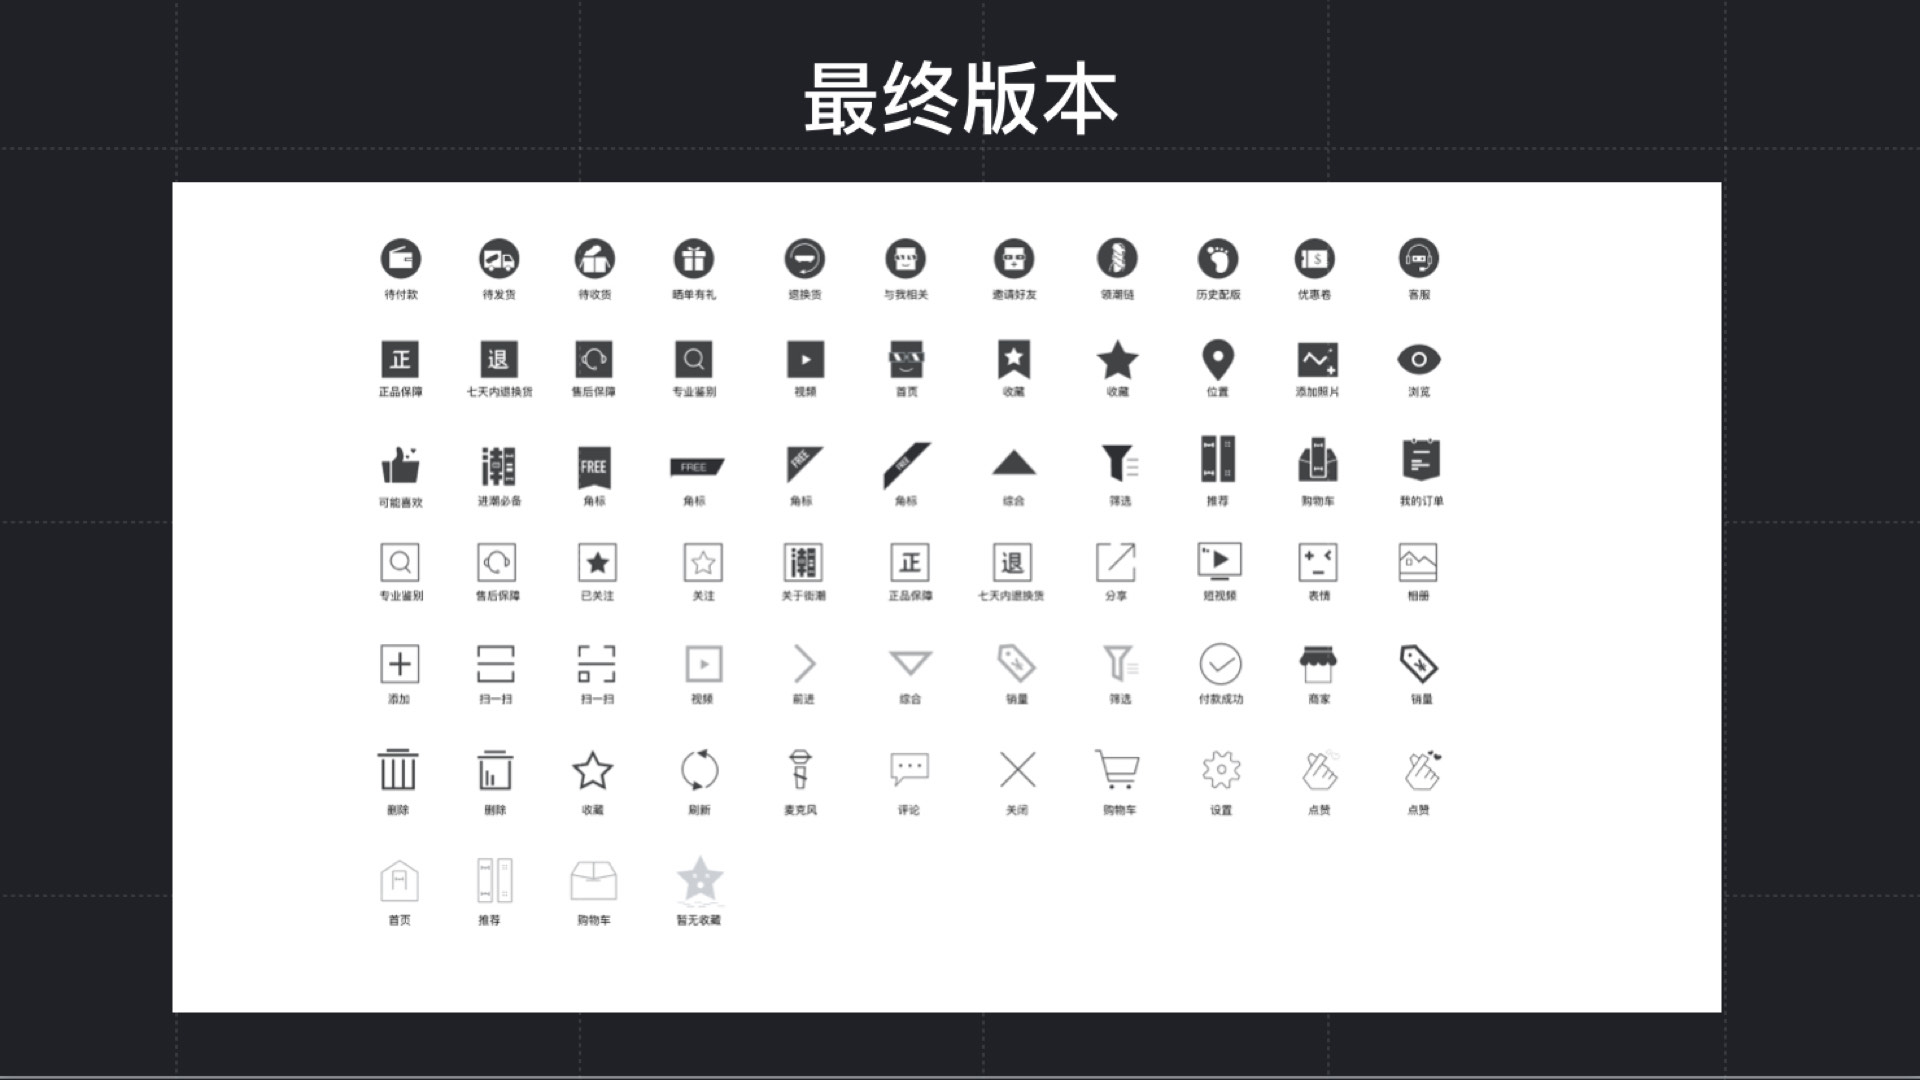 最终版本
待付款 待发货 待收货 晒单有礼 退换货 与我相关 邀请好友 领潮链 历史配版 优惠卷 客服
正 退
正品保障 七天内退换货 售后保障 专业鉴别 视频 首页 收藏 收藏 位置 添加照片 浏览
FREE FREE FREE FREE
可能喜欢 进潮必备 角标 角标 角标 角标 综合 筛选 推荐 购物车 我的订单
潮 正 退
专业鉴别 售后保障 已关注 关注 关于街潮 正品保障 七天内退换货 分享 短视频 表情 相册
添加 扫一扫 扫一扫 视频 前进 综合 销量 筛选 付款成功 商家 销量
删除 删除 收藏 刷新 麦克风 评论 关闭 购物车 设置 点赞 点赞
首页 推荐 购物车 暂无收藏